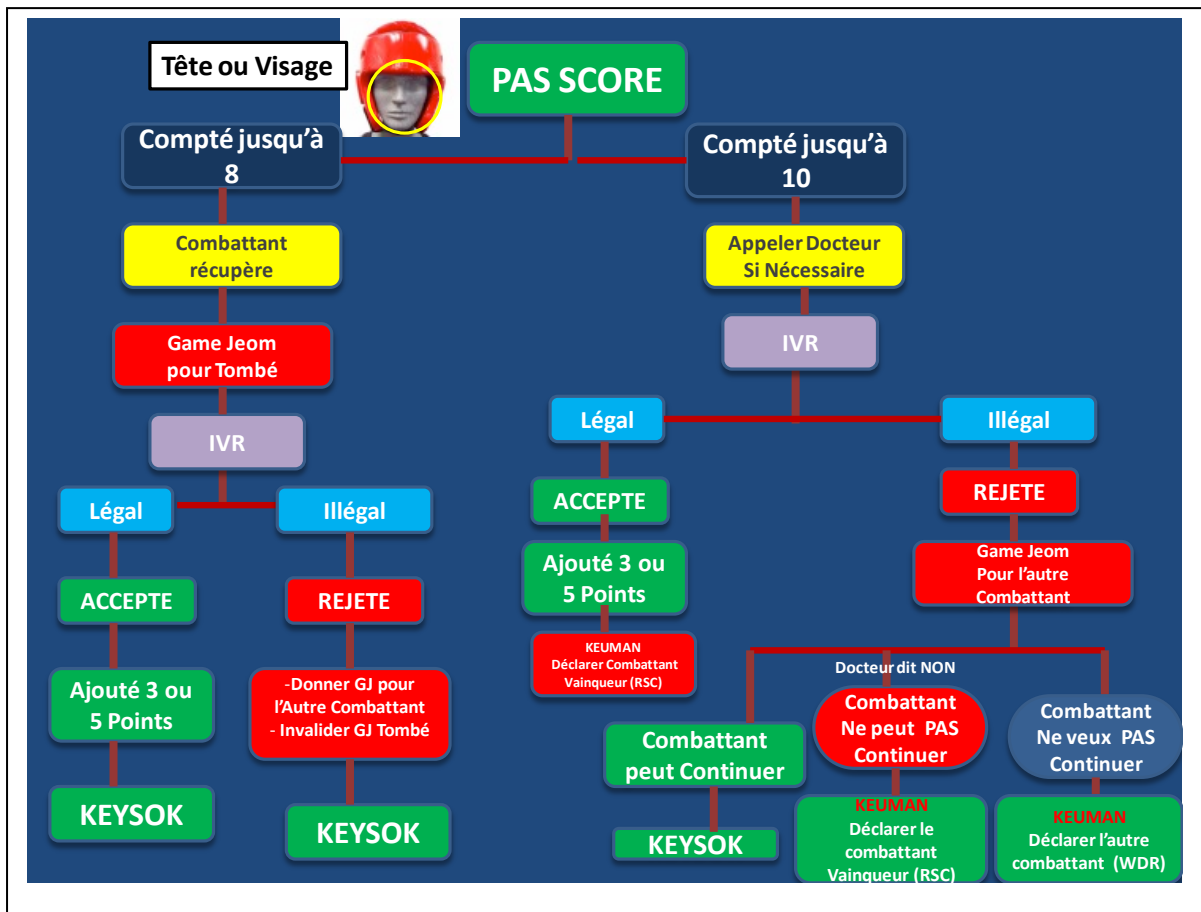 Tête ou Visage
PAS SCORE
Compté jusqu’à
8
Combattant
récupère
Game Jeom
pour Tombé
IVR
Légal
ACCEPTE
Ajouté 3 ou
5 Points
KEYSOK
Illégal
REJETE
-Donner GJ pour
l’Autre Combattant
- Invalider GJ Tombé
KEYSOK
Compté jusqu’à
10
Appeler Docteur
Si Nécessaire
IVR
Légal
ACCEPTE
Ajouté 3 ou
5 Points
KEUMAN
Déclarer Combattant
Vainqueur (RSC)
Illégal
REJETE
Game Jeom
Pour l’autre
Combattant
Combattant
peut Continuer
KEYSOK
Docteur dit NON
Combattant
Ne peut PAS
Continuer
KEUMAN
Déclarer le
combattant
Vainqueur (RSC)
Combattant
Ne veux PAS
Continuer
KEUMAN
Déclarer l’autre
combattant (WDR)